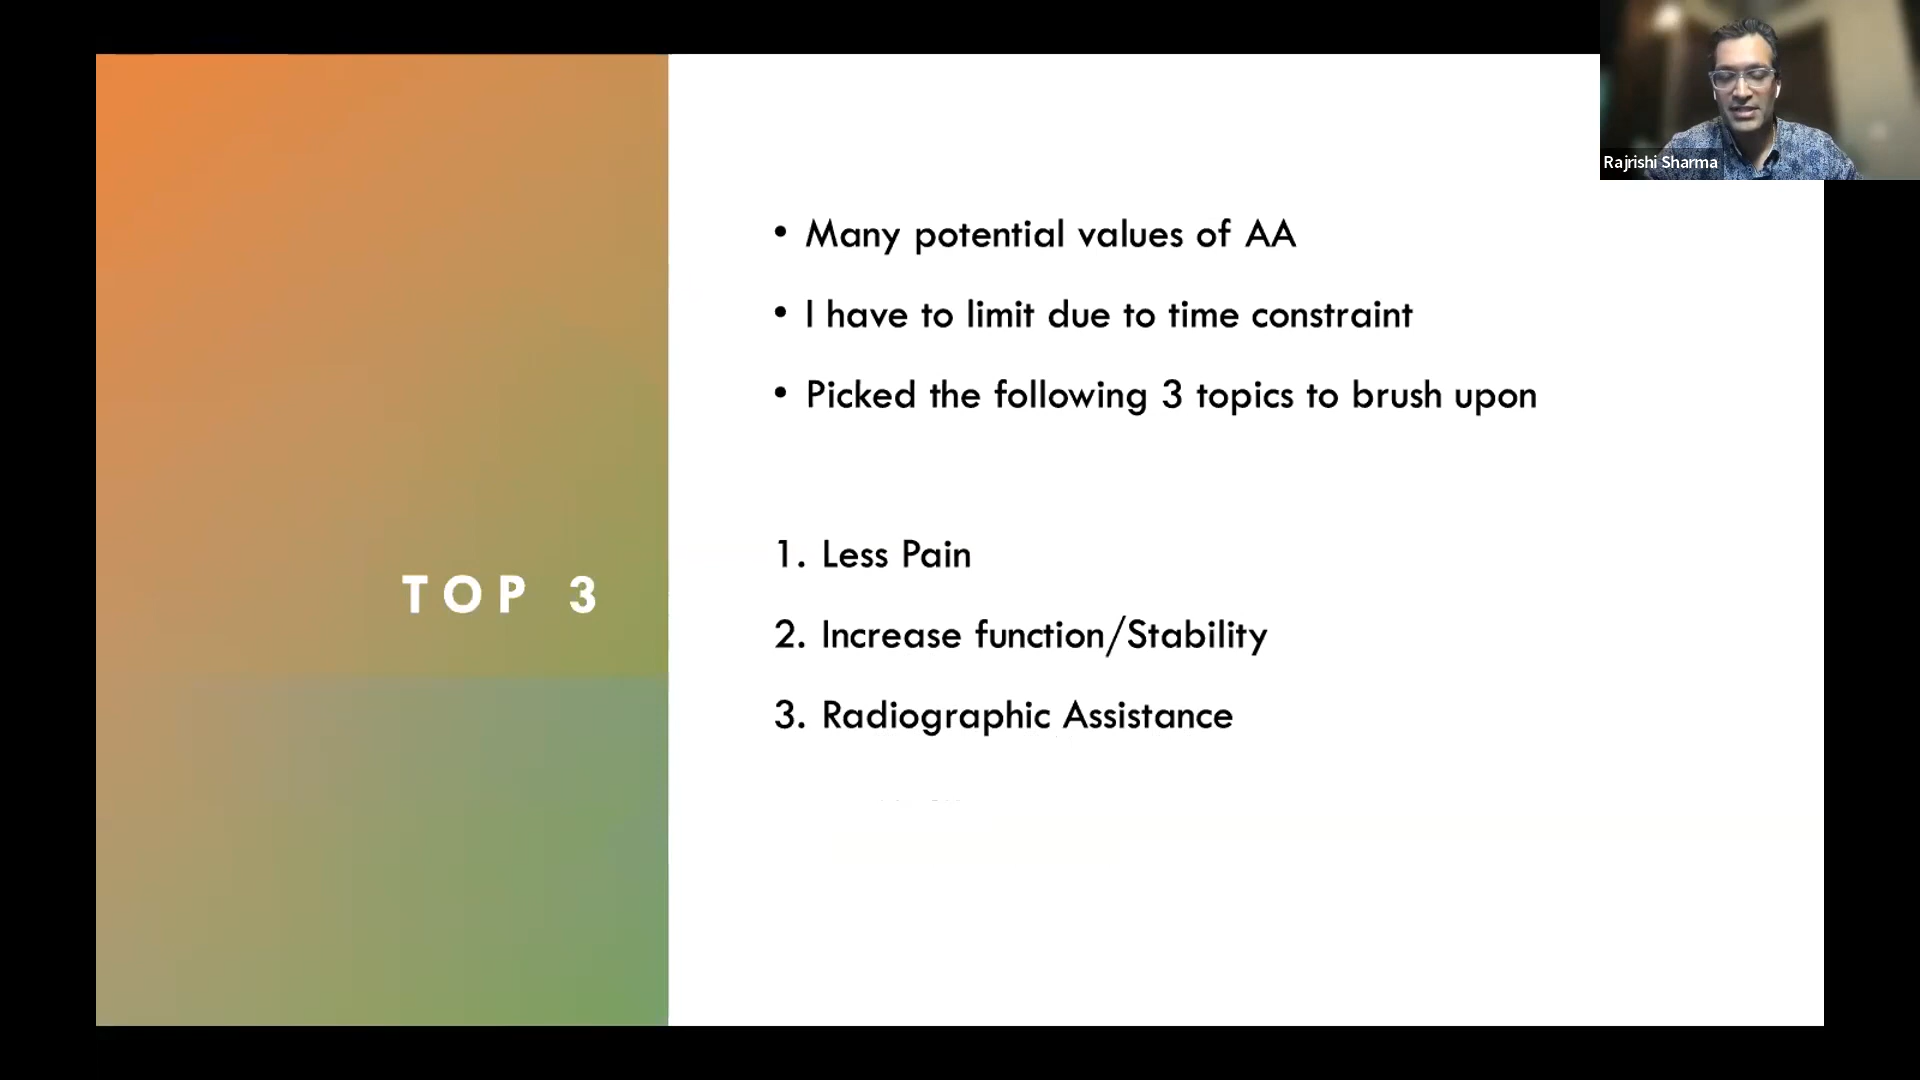 Rajrishi Sharma
TOP 3
• Many potential values of AA
• I have to limit due to time constraint
• Picked the following 3 topics to brush upon
1. Less Pain
2. Increase function/Stability
3. Radiographic Assistance